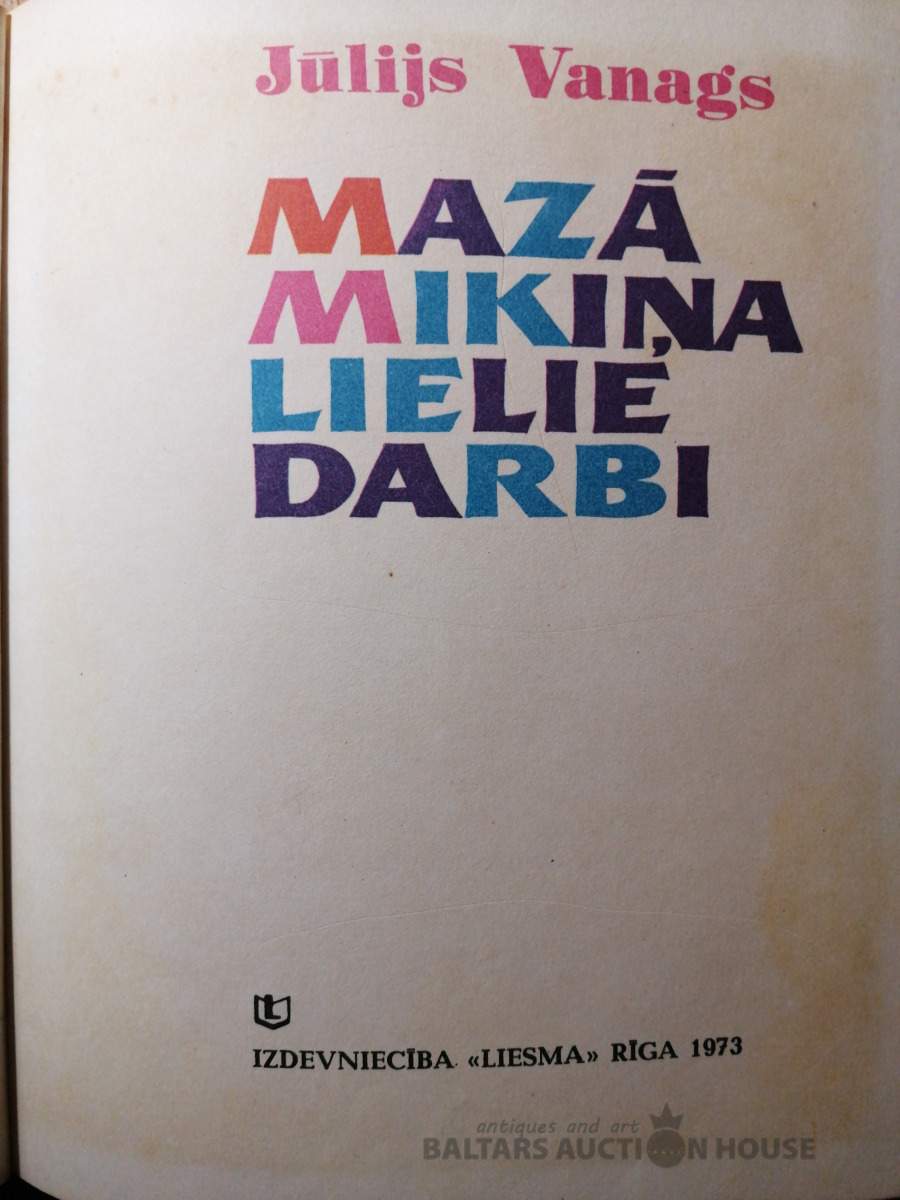 Jūlijs Vanags
MAZĀ
MIKIŅA
LIELIE
DARBI
L
IZDEVNIECĪBA «LIESMA» RĪGA 1973
antiques and art
BALTARS AUCTION HOUSE